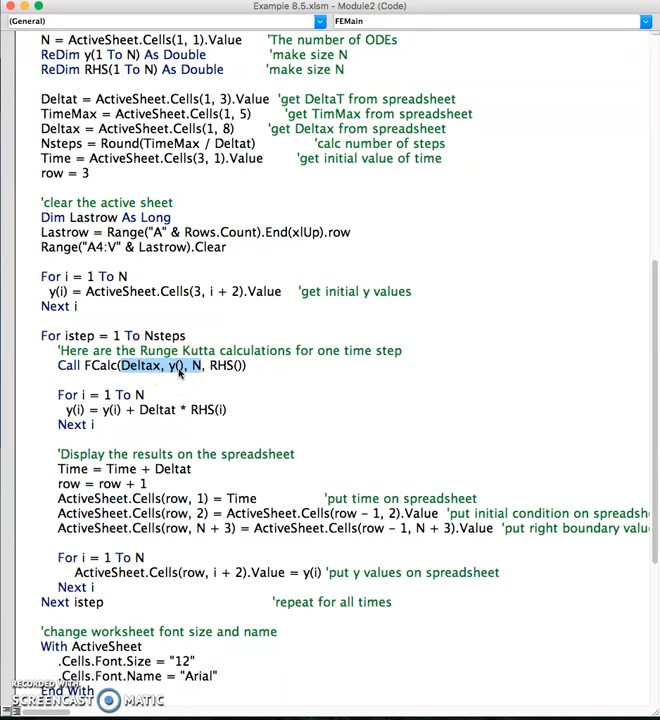 Example 8.5.xlsm - Module2 (Code)
(General) FEMain
N = ActiveSheet.Cells(1, 1).Value 'The number of ODEs
ReDim y(1 To N) As Double 'make size N
ReDim RHS(1 To N) As Double 'make size N
Deltat = ActiveSheet.Cells(1, 3).Value 'get DeltaT from spreadsheet
TimeMax = ActiveSheet.Cells(1, 5) 'get TimMax from spreadsheet
Deltax = ActiveSheet.Cells(1, 8) 'get Deltax from spreadsheet
Nsteps = Round(TimeMax / Deltat) 'calc number of steps
Time = ActiveSheet.Cells(3, 1).Value 'get initial value of time
row = 3
'clear the active sheet
Dim Lastrow As Long
Lastrow = Range("A" & Rows.Count).End(xlUp).row
Range("A4:V" & Lastrow).Clear
For i = 1 To N
y(i) = ActiveSheet.Cells(3, i + 2).Value 'get initial y values
Next i
For istep = 1 To Nsteps
'Here are the Runge Kutta calculations for one time step
Call FCalc(Deltax, y(), N, RHS())
For i = 1 To N
y(i) = y(i) + Deltat * RHS(i)
Next i
'Display the results on the spreadsheet
Time = Time + Deltat
row = row + 1
ActiveSheet.Cells(row, 1) = Time 'put time on spreadsheet
ActiveSheet.Cells(row, 2) = ActiveSheet.Cells(row - 1, 2).Value 'put initial condition on spreadsh
ActiveSheet.Cells(row, N + 3) = ActiveSheet.Cells(row - 1, N + 3).Value 'put right boundary valu
For i = 1 To N
ActiveSheet.Cells(row, i + 2).Value = y(i) 'put y values on spreadsheet
Next i
Next istep 'repeat for all times
'change worksheet font size and name
With ActiveSheet
.Cells.Font.Size = "12"
.Cells.Font.Name = "Arial"
End With
RECORDED WITH
SCREENCAST MATIC